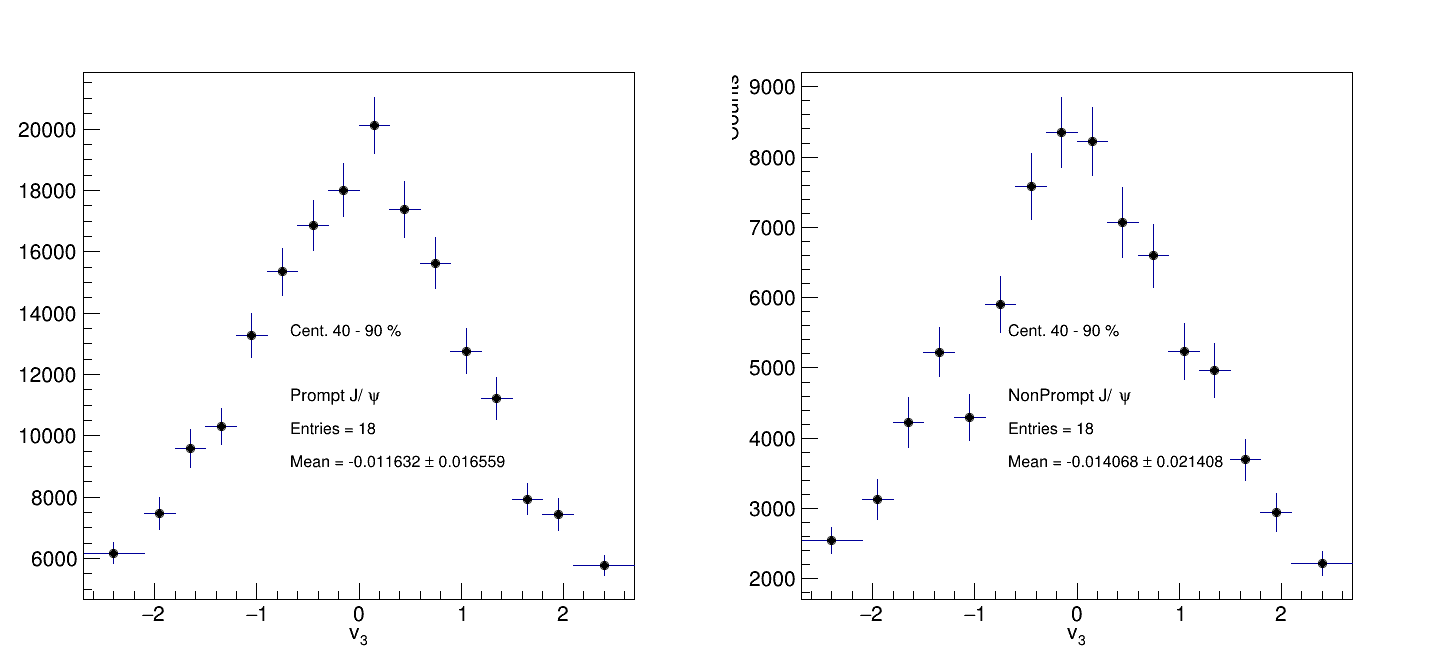 20000
18000
16000
14000
12000
10000
8000
6000
Cent. 40 - 90 %
Prompt J/ ψ
Entries = 18
Mean = -0.011632 ± 0.016559
−2 −1 0 1 2
v3
Counts
9000
8000
7000
6000
5000
4000
3000
2000
Cent. 40 - 90 %
NonPrompt J/ ψ
Entries = 18
Mean = -0.014068 ± 0.021408
−2 −1 0 1 2
v3